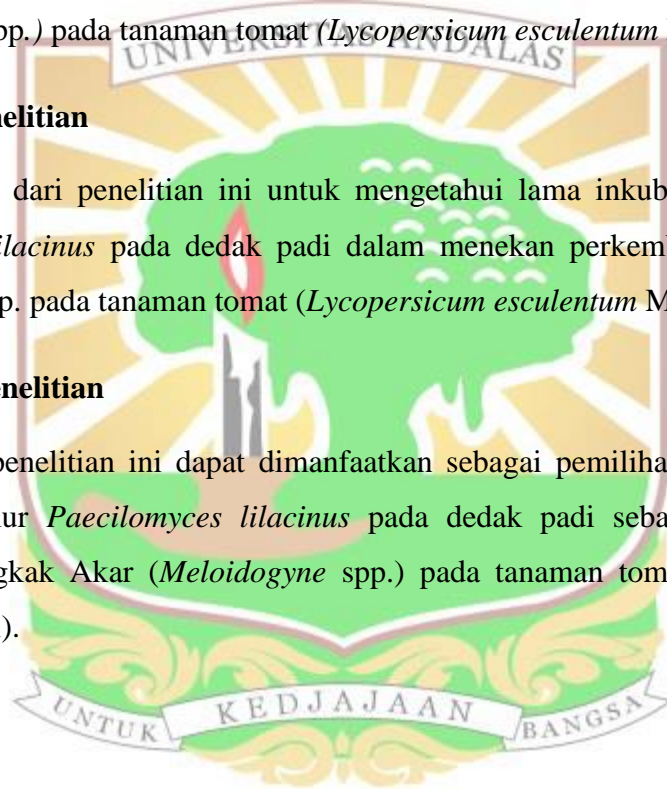 pp.) pada tanaman tomat (Lycopersicum esculentum
UNIVERSITAS ANDALAS
nelitian
dari penelitian ini untuk mengetahui lama inkub
ilacinus pada dedak padi dalam menekan perkemb
p. pada tanaman tomat (Lycopersicum esculentum M
enelitian
penelitian ini dapat dimanfaatkan sebagai pemiliha
ur Paecilomyces lilacinus pada dedak padi seba
gkak Akar (Meloidogyne spp.) pada tanaman tom
).
UNTUK KEDJAJAAN BANGSA